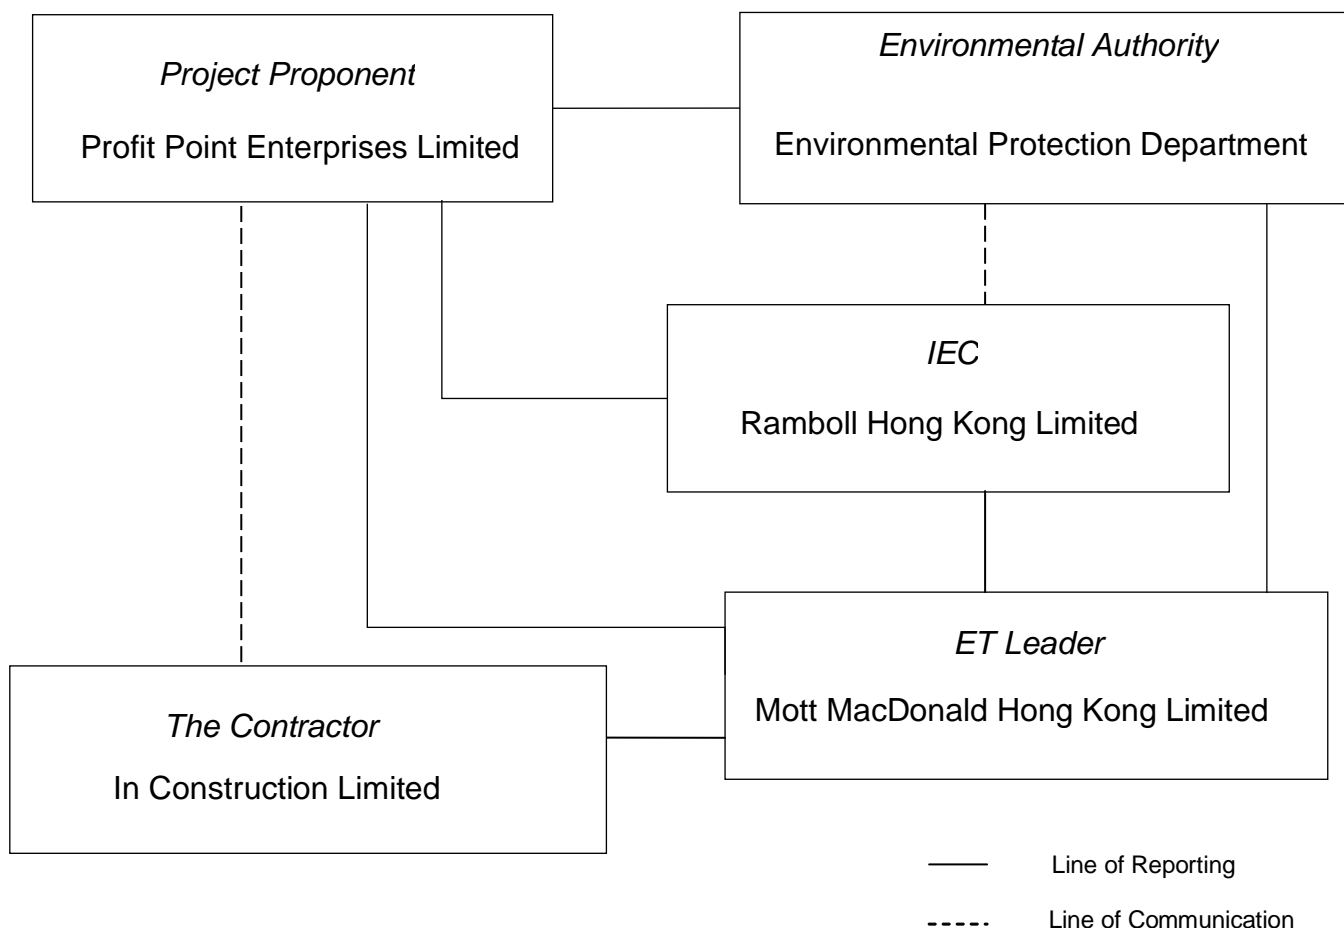 Project Proponent
Profit Point Enterprises Limited
Environmental Authority
Environmental Protection Department
IEC
Ramboll Hong Kong Limited
ET Leader
Mott MacDonald Hong Kong Limited
The Contractor
In Construction Limited
Line of Reporting
Line of Communication